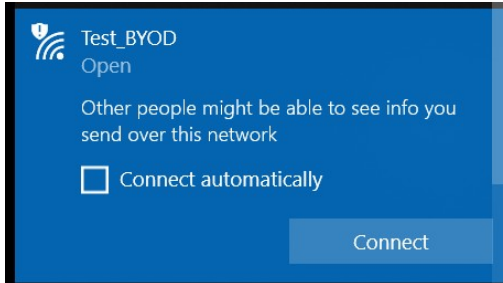 Test_BYOD
Open
Other people might be able to see info you
send over this network
Connect automatically
Connect